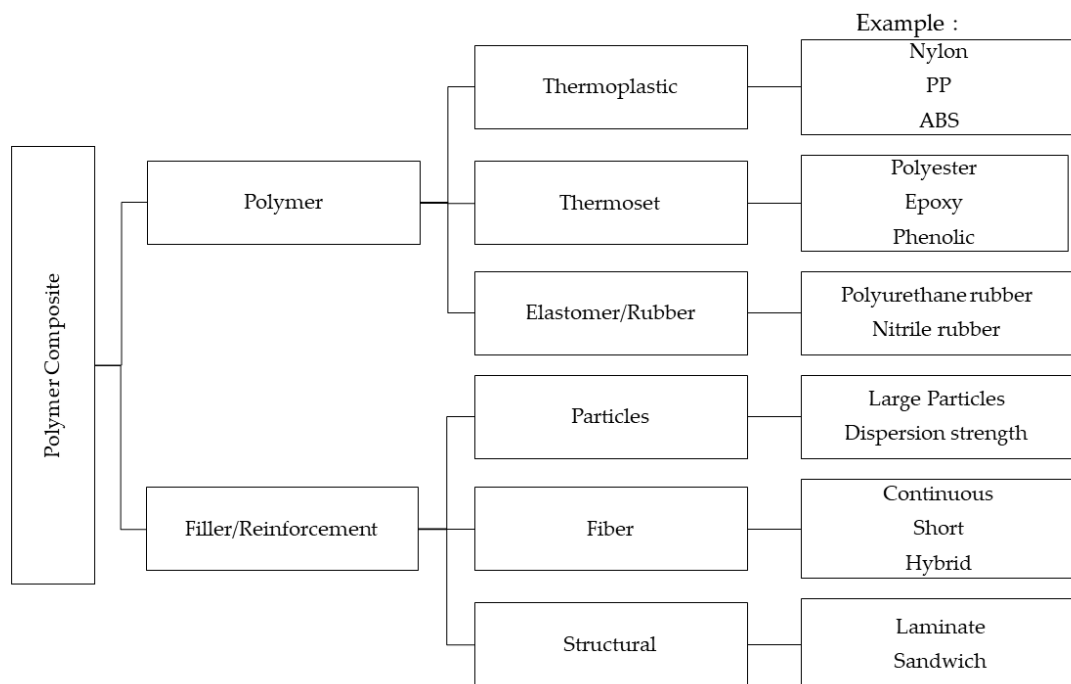 Example :
Polymer Composite
Polymer
Thermoplastic
Nylon
PP
ABS
Thermoset
Polyester
Epoxy
Phenolic
Elastomer/Rubber
Polyurethane rubber
Nitrile rubber
Filler/Reinforcement
Particles
Large Particles
Dispersion strength
Fiber
Continuous
Short
Hybrid
Structural
Laminate
Sandwich